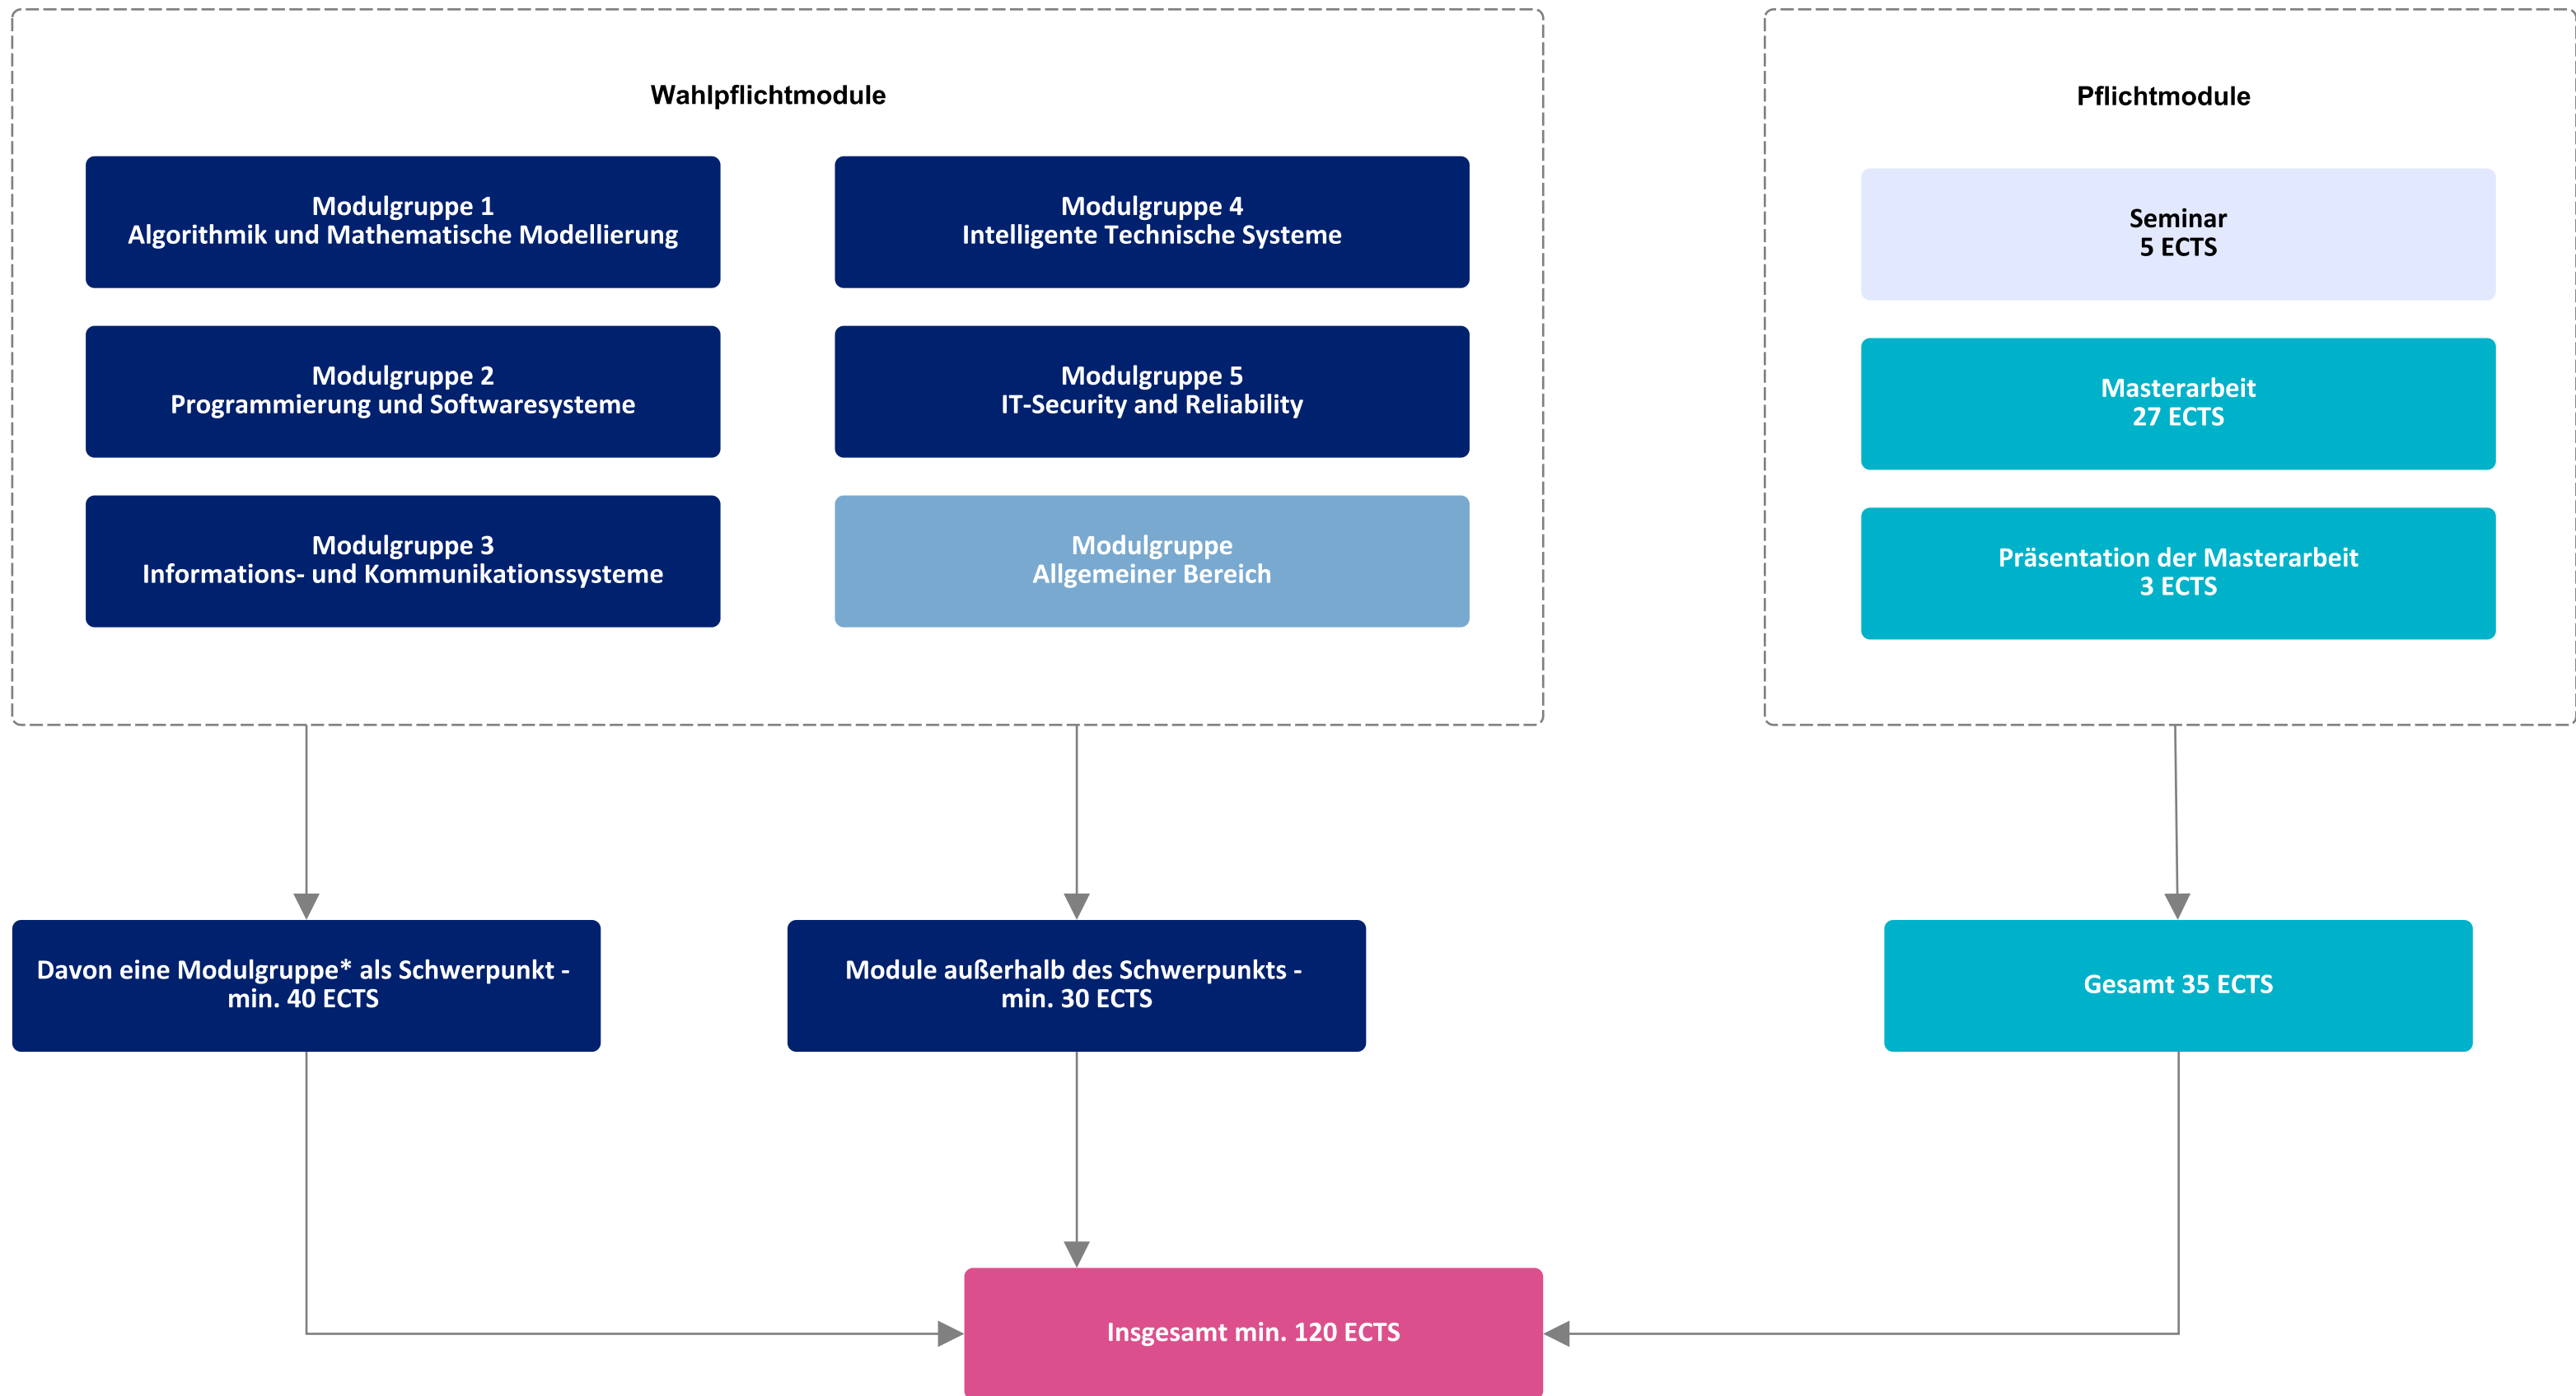 Wahlpflichtmodule
Modulgruppe 1
Algorithmik und Mathematische Modellierung
Modulgruppe 2
Programmierung und Softwaresysteme
Modulgruppe 3
Informations- und Kommunikationssysteme
Modulgruppe 4
Intelligente Technische Systeme
Modulgruppe 5
IT-Security and Reliability
Modulgruppe
Allgemeiner Bereich
Pflichtmodule
Seminar
5 ECTS
Masterarbeit
27 ECTS
Präsentation der Masterarbeit
3 ECTS
Davon eine Modulgruppe* als Schwerpunkt -
min. 40 ECTS
Module außerhalb des Schwerpunkts -
min. 30 ECTS
Gesamt 35 ECTS
Insgesamt min. 120 ECTS